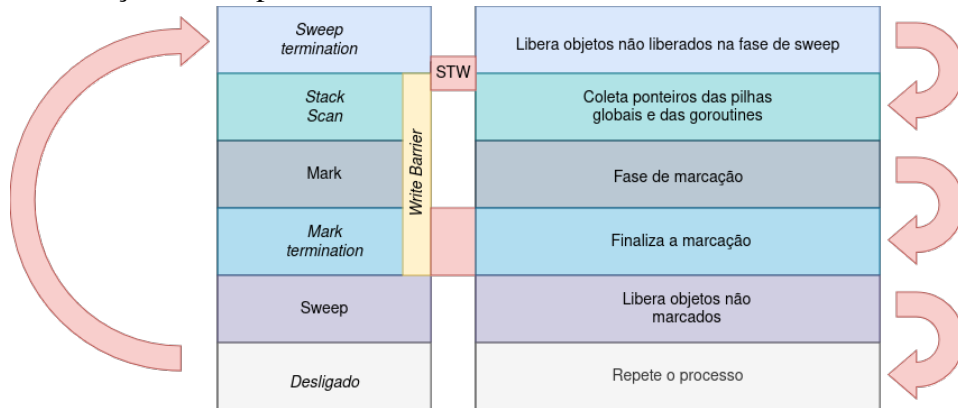 Sweep
termination
STW
Libera objetos não liberados na fase de sweep
Stack
Scan
Write Barrier
Coleta ponteiros das pilhas
globais e das goroutines
Mark
Fase de marcação
Mark
termination
Finaliza a marcação
Sweep
Libera objetos não
marcados
Desligado
Repete o processo